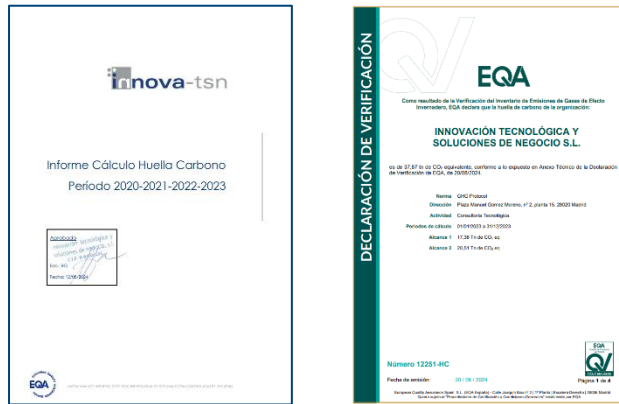 innova-tsn
Informe Cálculo Huella Carbono
Período 2020-2021-2022-2023
Aprobado
Fecha: 12/06/2024
EQA
DECLARACIÓN DE VERIFICACIÓN
EQA
Como resultado de la Verificación del Inventario de Emisiones de Gases de Efecto
Invernadero, EQA declara que la huella de carbono de la organización:
INNOVACIÓN TECNOLÓGICA Y
SOLUCIONES DE NEGOCIO S.L.
es de 37,87 tn de CO₂ equivalente, conforme a lo expuesto en Anexo Técnico de la Declaración
de Verificación de EQA, de 20/06/2024.
Norma GHG Protocol
Dirección Plaza Manuel Gómez Moreno, nº 2, planta 15, 28020 Madrid
Actividad Consultoría Tecnológica
Periodos de cálculo 01/01/2023 a 31/12/2023
Alcance 1 17,36 Tn de CO₂ eq
Alcance 2 20,51 Tn de CO₂ eq
EQA
Número 12251-HC
Fecha de emisión: 20 / 06 / 2024
Página 1 de 4